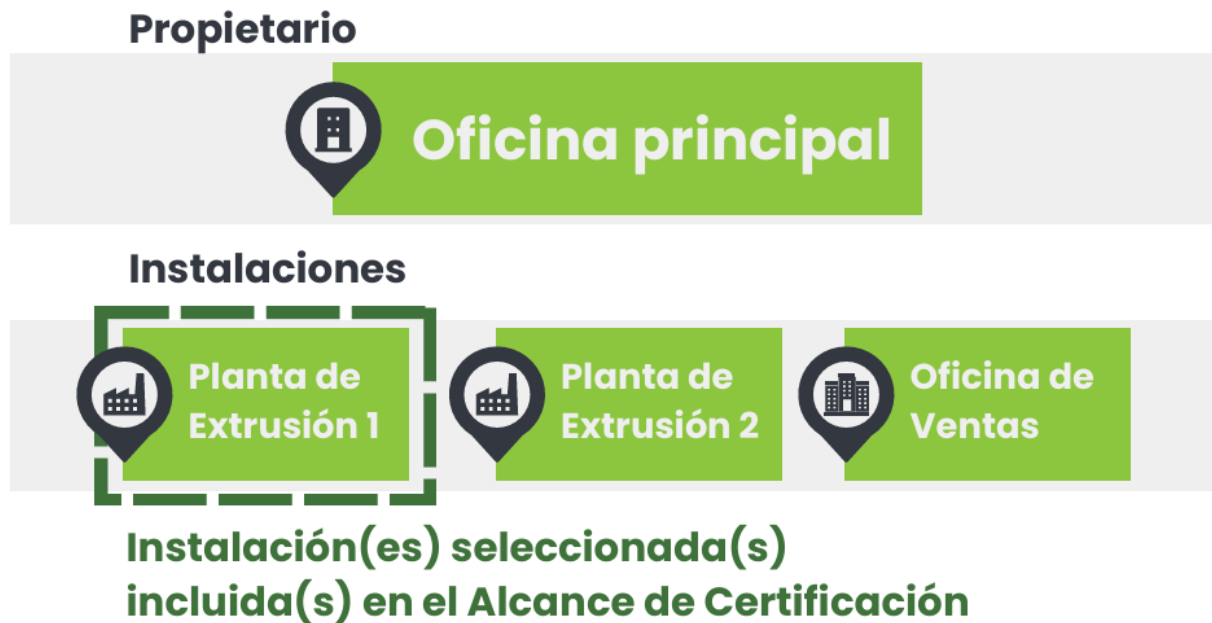 Propietario
Oficina principal
Instalaciones
Planta de
Extrusión 1
Planta de
Extrusión 2
Oficina de
Ventas
Instalación(es) seleccionada(s)
incluida(s) en el Alcance de Certificación